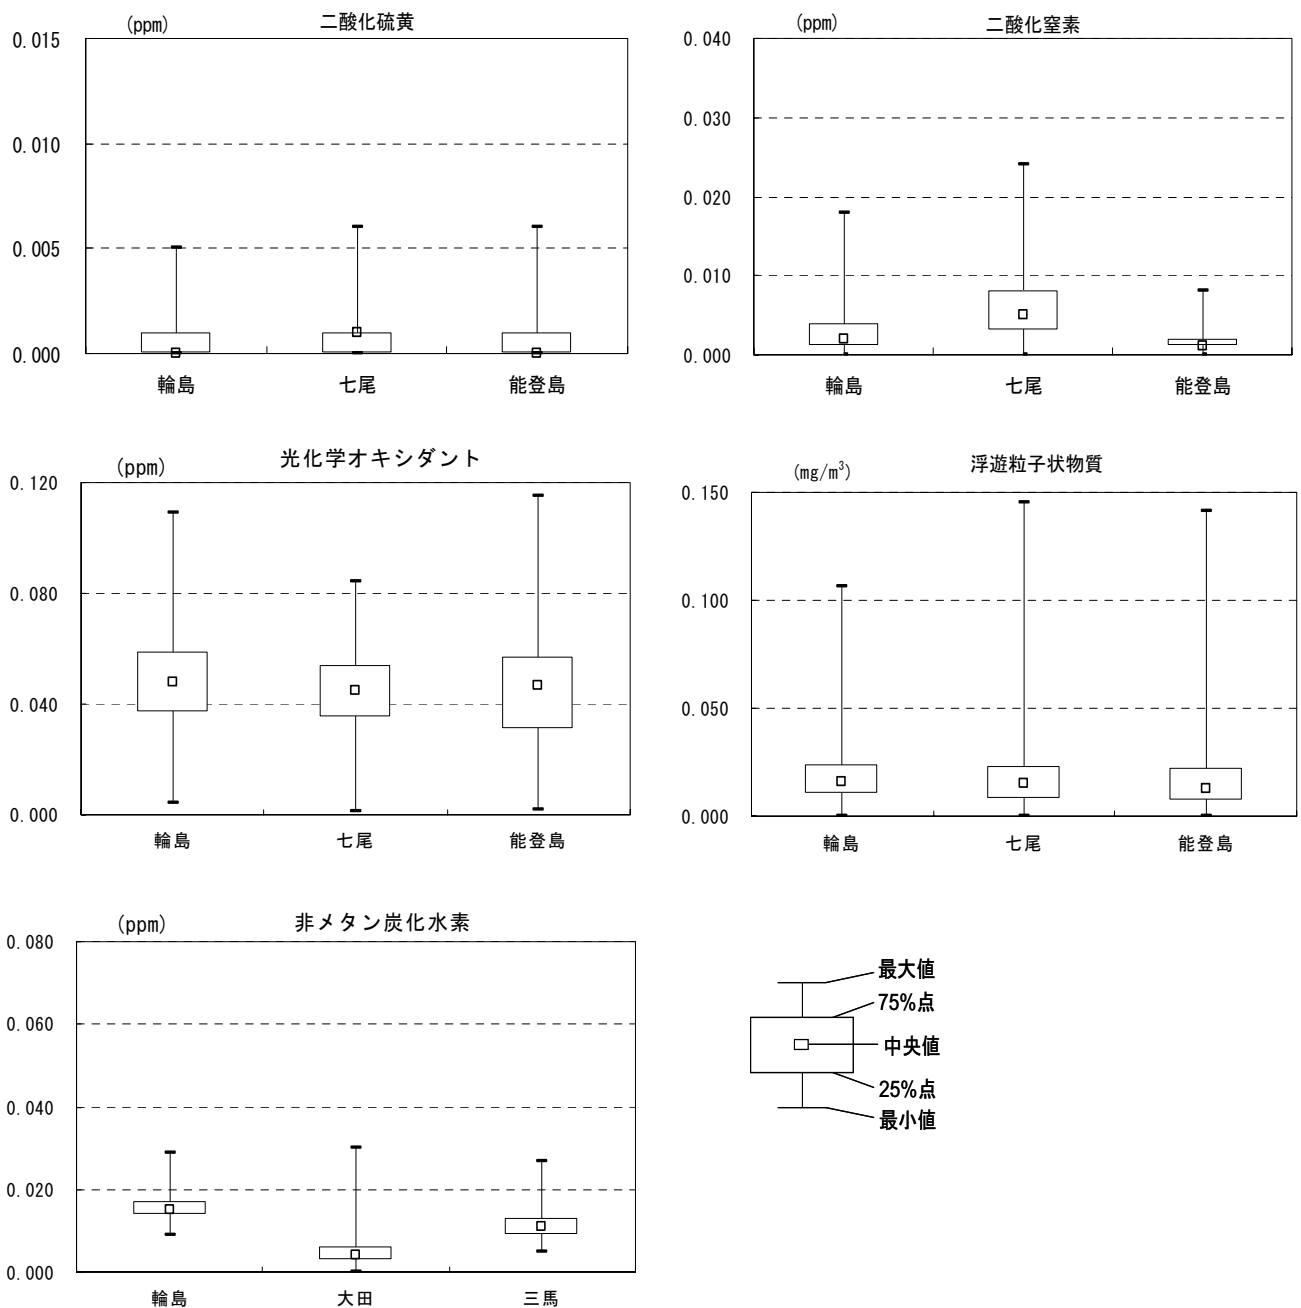 (ppm) 二酸化硫黄
0.015
0.010
0.005
0.000
輪島 七尾 能登島
(ppm) 二酸化窒素
0.040
0.030
0.020
0.010
0.000
輪島 七尾 能登島
(ppm) 光化学オキシダント
0.120
0.080
0.040
0.000
輪島 七尾 能登島
(mg/m³) 浮遊粒子状物質
0.150
0.100
0.050
0.000
輪島 七尾 能登島
(ppm) 非メタン炭化水素
0.080
0.060
0.040
0.020
0.000
輪島 大田 三馬
最大値
75%点
中央値
25%点
最小値